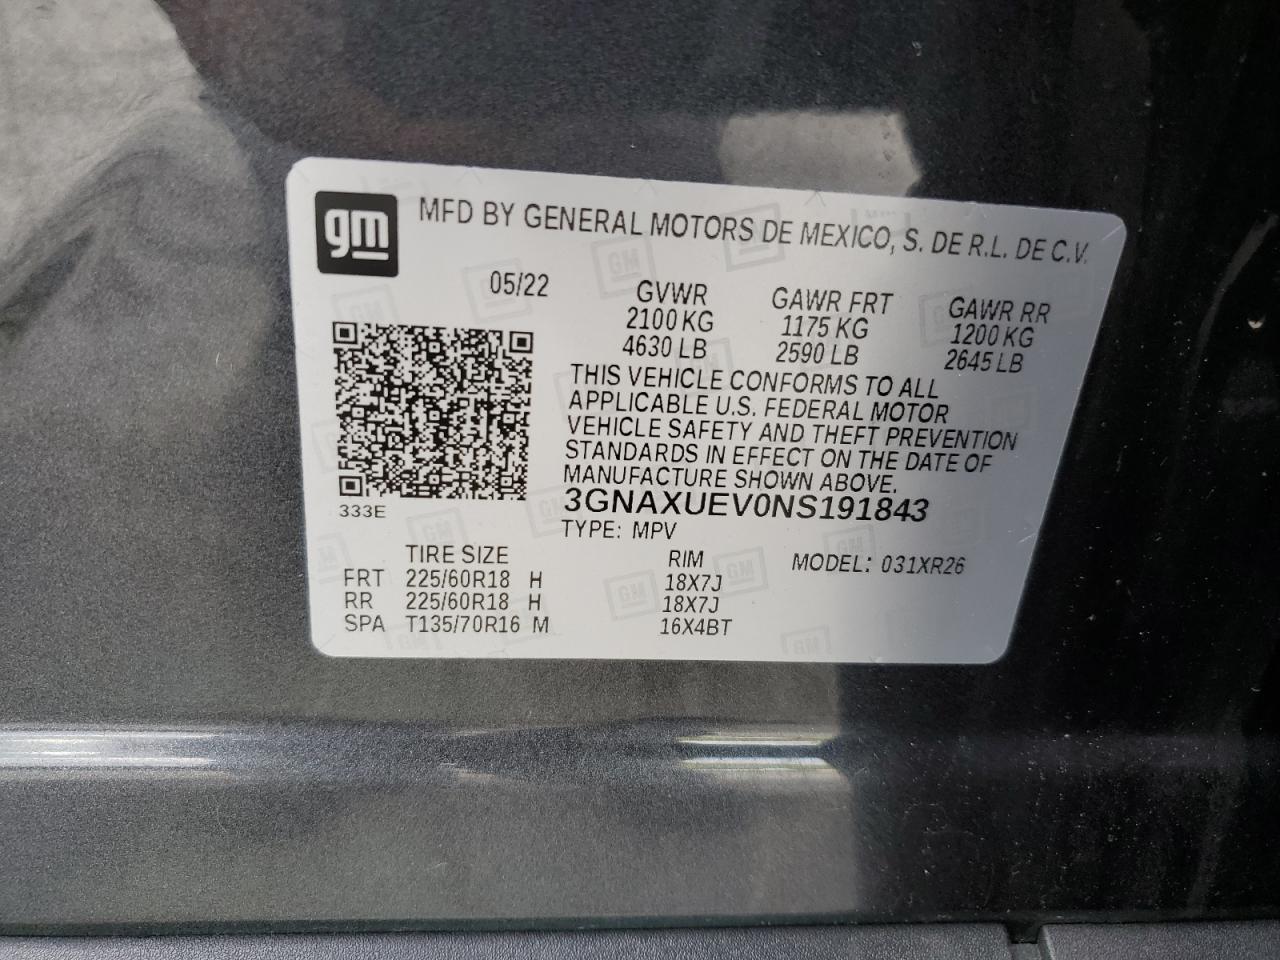 gm MFD BY GENERAL MOTORS DE MEXICO, S. DE R.L. DE C.V.
05/22 GVWR GAWR FRT GAWR RR
2100 KG 1175 KG 1200 KG
4630 LB 2590 LB 2645 LB
THIS VEHICLE CONFORMS TO ALL
APPLICABLE U.S. FEDERAL MOTOR
VEHICLE SAFETY AND THEFT PREVENTION
STANDARDS IN EFFECT ON THE DATE OF
MANUFACTURE SHOWN ABOVE.
333E 3GNAXUEV0NS191843
TYPE: MPV
TIRE SIZE RIM MODEL: 031XR26
FRT 225/60R18 H 18X7J
RR 225/60R18 H 18X7J
SPA T135/70R16 M 16X4BT